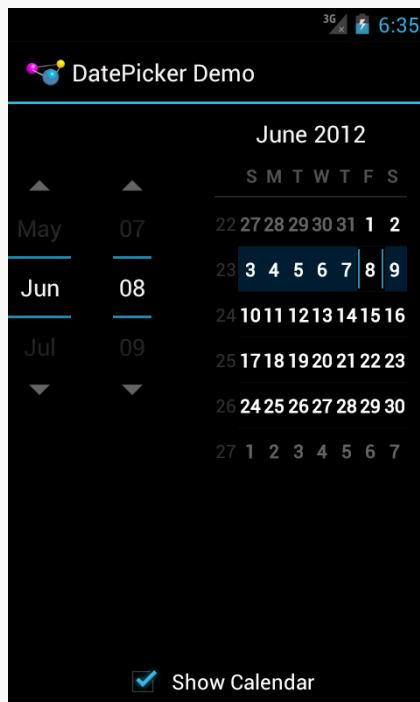 3G 6:35
DatePicker Demo
June 2012
S M T W T F S
May 07
Jun 08
Jul 09
22 27 28 29 30 31 1 2
23 3 4 5 6 7 8 9
24 10 11 12 13 14 15 16
25 17 18 19 20 21 22 23
26 24 25 26 27 28 29 30
27 1 2 3 4 5 6 7
Show Calendar